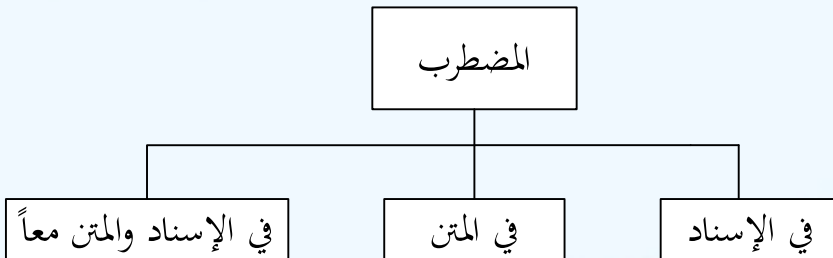 المضطرب
في الإسناد
في المتن
في الإسناد والمتن معاً